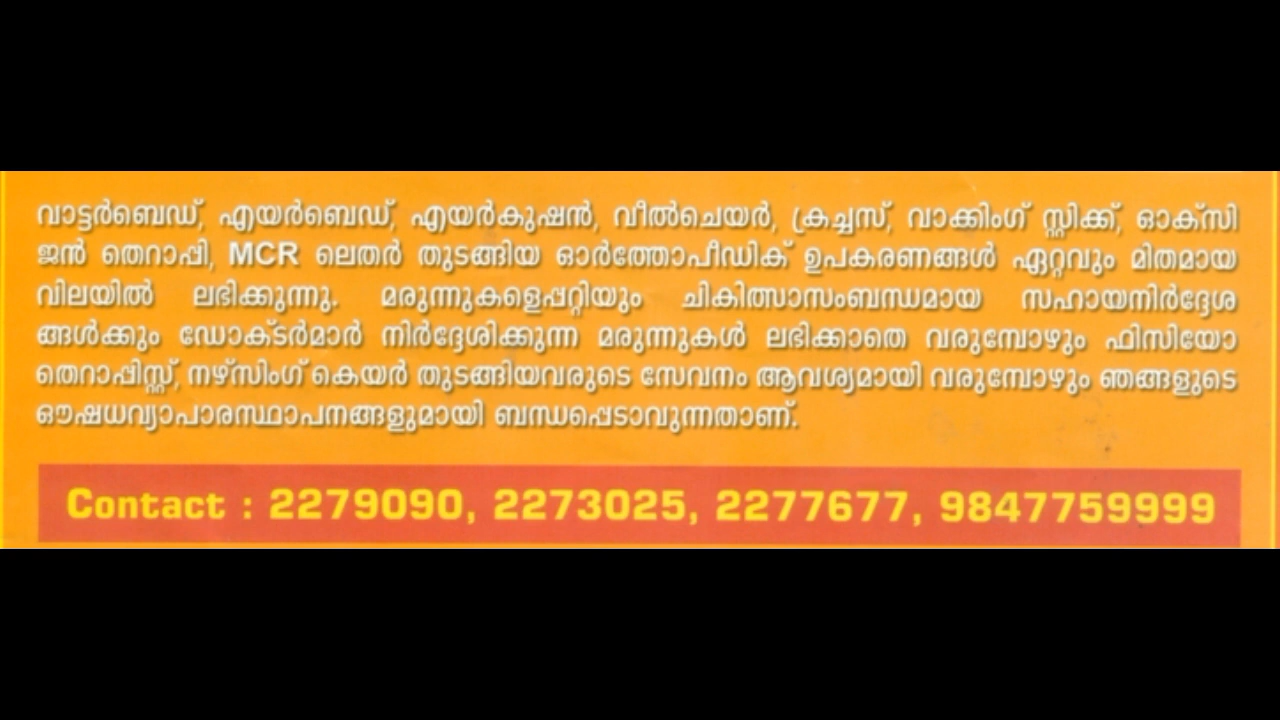 വാട്ടർബെഡ്, എയർബെഡ്, എയർകുഷൻ, വീൽചെയർ, ക്രച്ചസ്, വാക്കിംഗ് സ്റ്റിക്ക്, ഓക്സി
ജൻ തെറാപ്പി, MCR ലെതർ തുടങ്ങിയ ഓർത്തോപീഡിക് ഉപകരണങ്ങൾ ഏറ്റവും മിതമായ
വിലയിൽ ലഭിക്കുന്നു. മരുന്നുകളെപ്പറ്റിയും ചികിത്സാസംബന്ധമായ സഹായനിർദ്ദേശ
ങ്ങൾക്കും ഡോക്ടർമാർ നിർദ്ദേശിക്കുന്ന മരുന്നുകൾ ലഭിക്കാതെ വരുമ്പോഴും ഫിസിയോ
തെറാപ്പിസ്റ്റ്, നഴ്സിംഗ് കെയർ തുടങ്ങിയവരുടെ സേവനം ആവശ്യമായി വരുമ്പോഴും ഞങ്ങളുടെ
ഔഷധവ്യാപാരസ്ഥാപനങ്ങളുമായി ബന്ധപ്പെടാവുന്നതാണ്.
Contact : 2279090, 2273025, 2277677, 9847759999